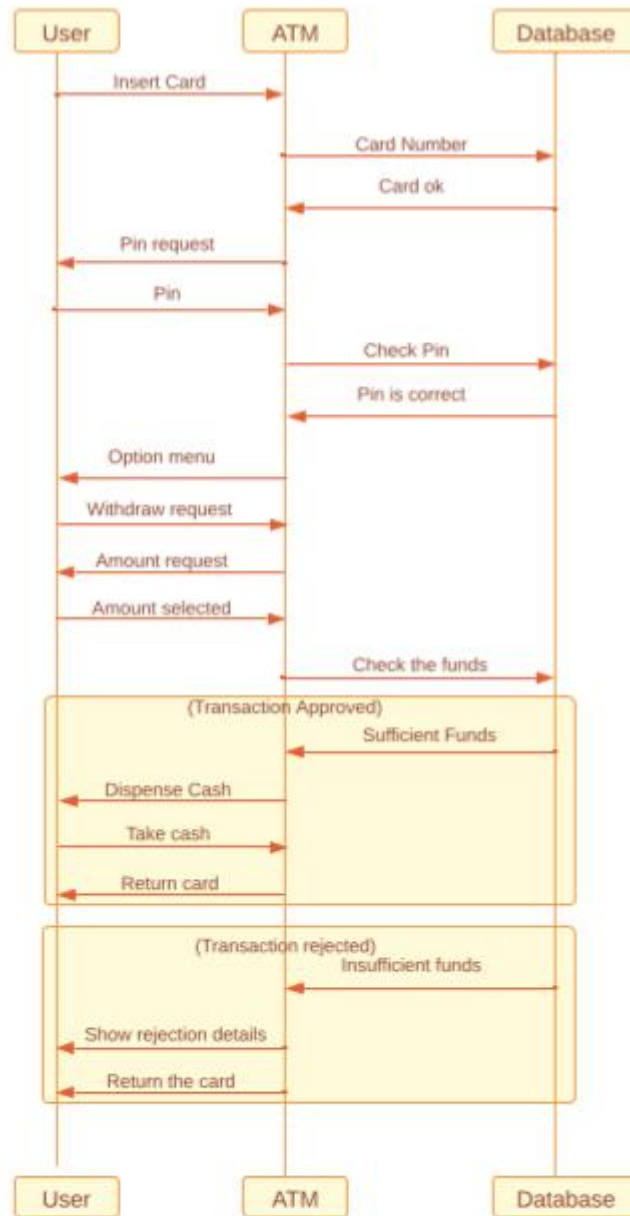 User ATM Database
Insert Card
Card Number
Card ok
Pin request
Pin
Check Pin
Pin is correct
Option menu
Withdraw request
Amount request
Amount selected
Check the funds
(Transaction Approved)
Sufficient Funds
Dispense Cash
Take cash
Return card
(Transaction rejected)
Insufficient funds
Show rejection details
Return the card
User ATM Database